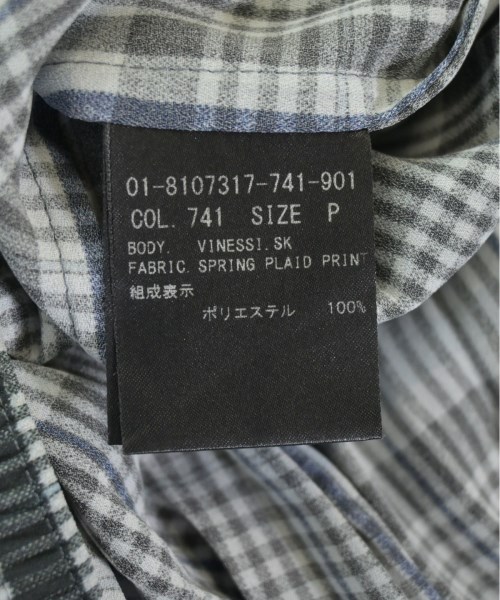 01-8107317-741-901
COL. 741 SIZE P
BODY. VINESSI.SK
FABRIC. SPRING PLAID PRINT
組成表示
ポリエステル 100%